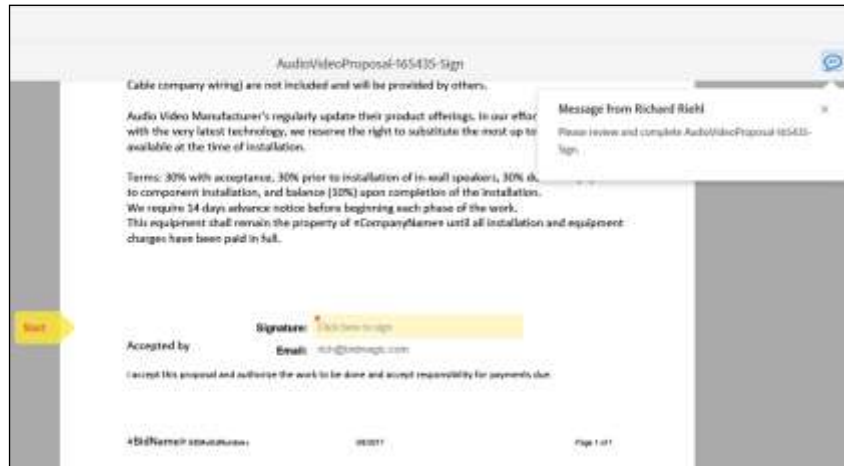 AudioVideoProposal-165435-Sign
Cable company wiring) are not included and will be provided by others.
Message from Richard Riehl
Please review and complete AudioVideoProposal-165435-
Sign.
Audio Video Manufacturer's regularly update their product offerings. In our effor
with the very latest technology, we reserve the right to substitute the most up to
available at the time of installation.
Terms: 30% with acceptance, 30% prior to installation of in-wall speakers, 30% du
to component installation, and balance (10%) upon completion of the installation.
We require 14 days advance notice before beginning each phase of the work.
This equipment shall remain the property of «CompanyName» until all installation and equipment
charges have been paid in full.
Start
Signature: Click here to sign
Accepted by
Email: rich@bidmagic.com
I accept this proposal and authorize the work to be done and accept responsibility for payments due.
«BidName»
Page 1 of 1